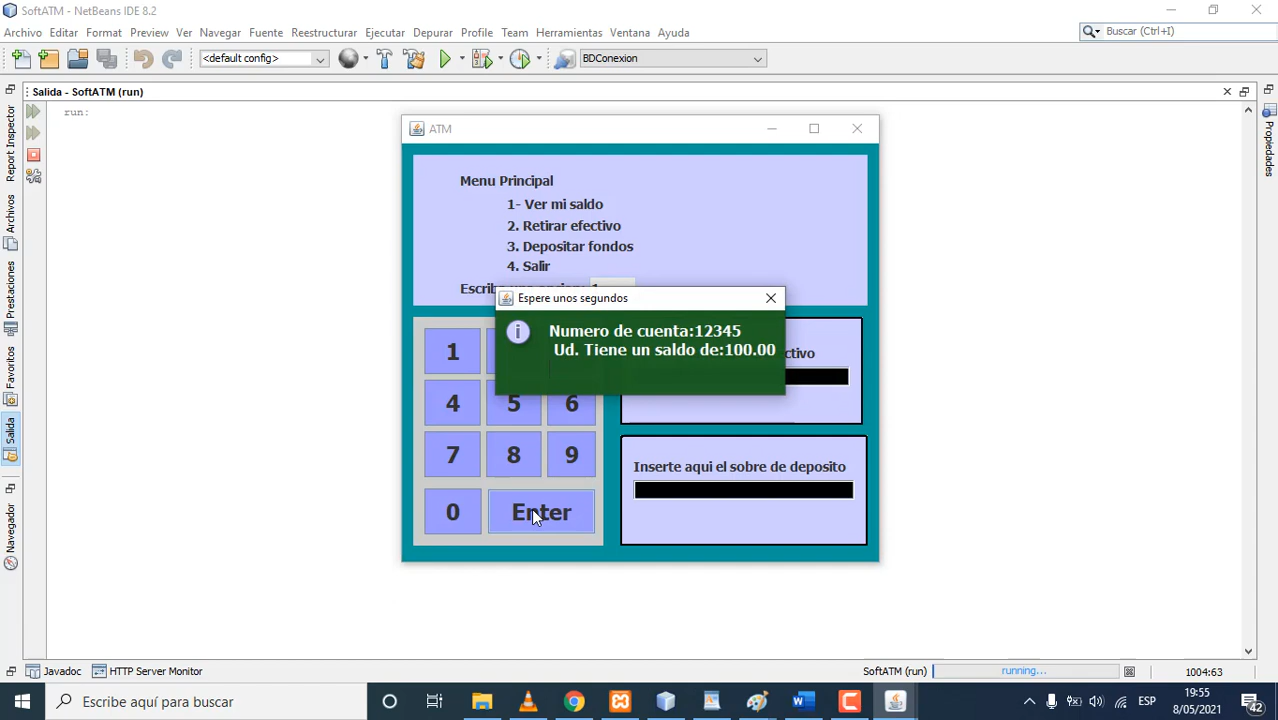 SoftATM - NetBeans IDE 8.2
Archivo Editar Format Preview Ver Navegar Fuente Reestructurar Ejecutar Depurar Profile Team Herramientas Ventana Ayuda
Buscar (Ctrl+I)
<default config>
BDConexion
Salida - SoftATM (run)
run:
Report Inspector
Archivos
Prestaciones
Favoritos
Salida
Navegador
Propiedades
ATM
Menu Principal
1- Ver mi saldo
2. Retirar efectivo
3. Depositar fondos
4. Salir
Espere unos segundos
Numero de cuenta:12345
Ud. Tiene un saldo de:100.00
1
4 5 6
7 8 9
0 Enter
Inserte aqui el sobre de deposito
Javadoc HTTP Server Monitor
SoftATM (run) running... 1004:63
Escribe aquí para buscar
ESP
19:55
8/05/2021
42